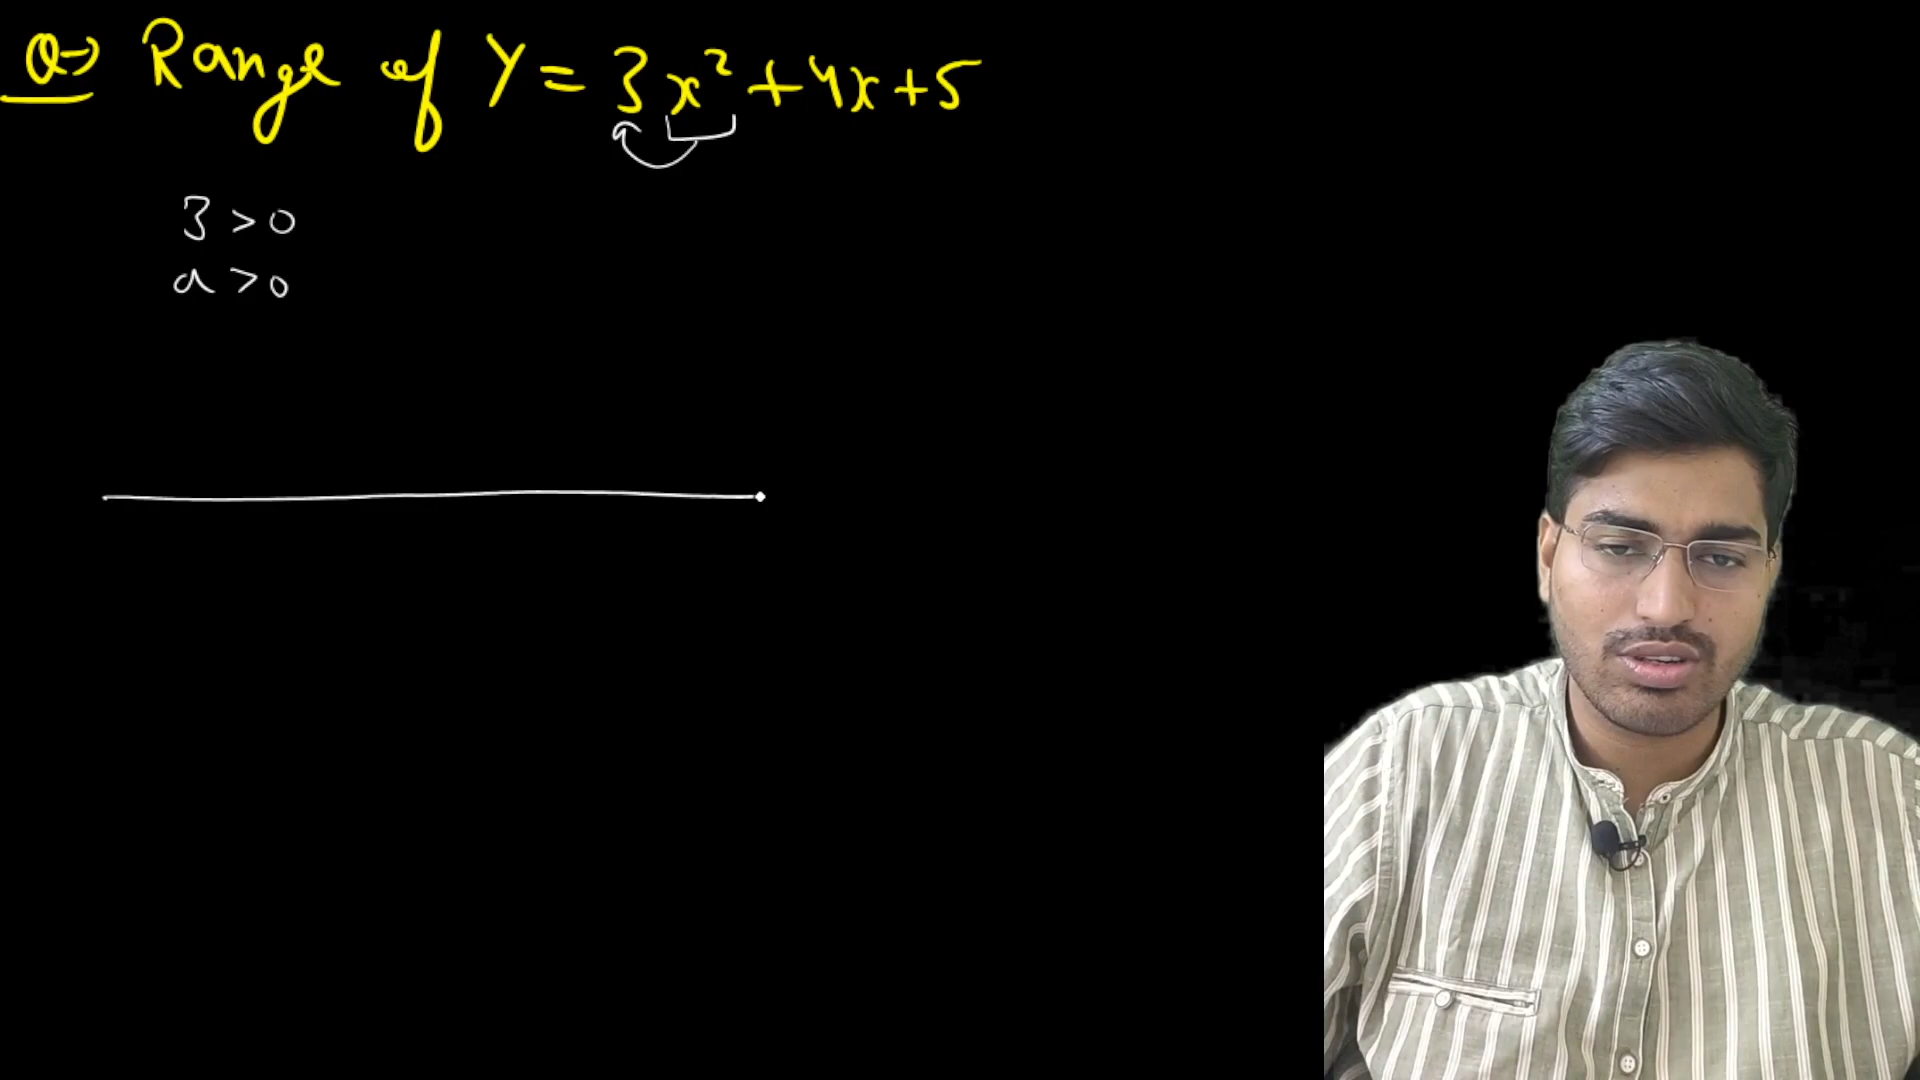 Q→ Range of Y = 3x² + 4x + 5
3 > 0
a > 0